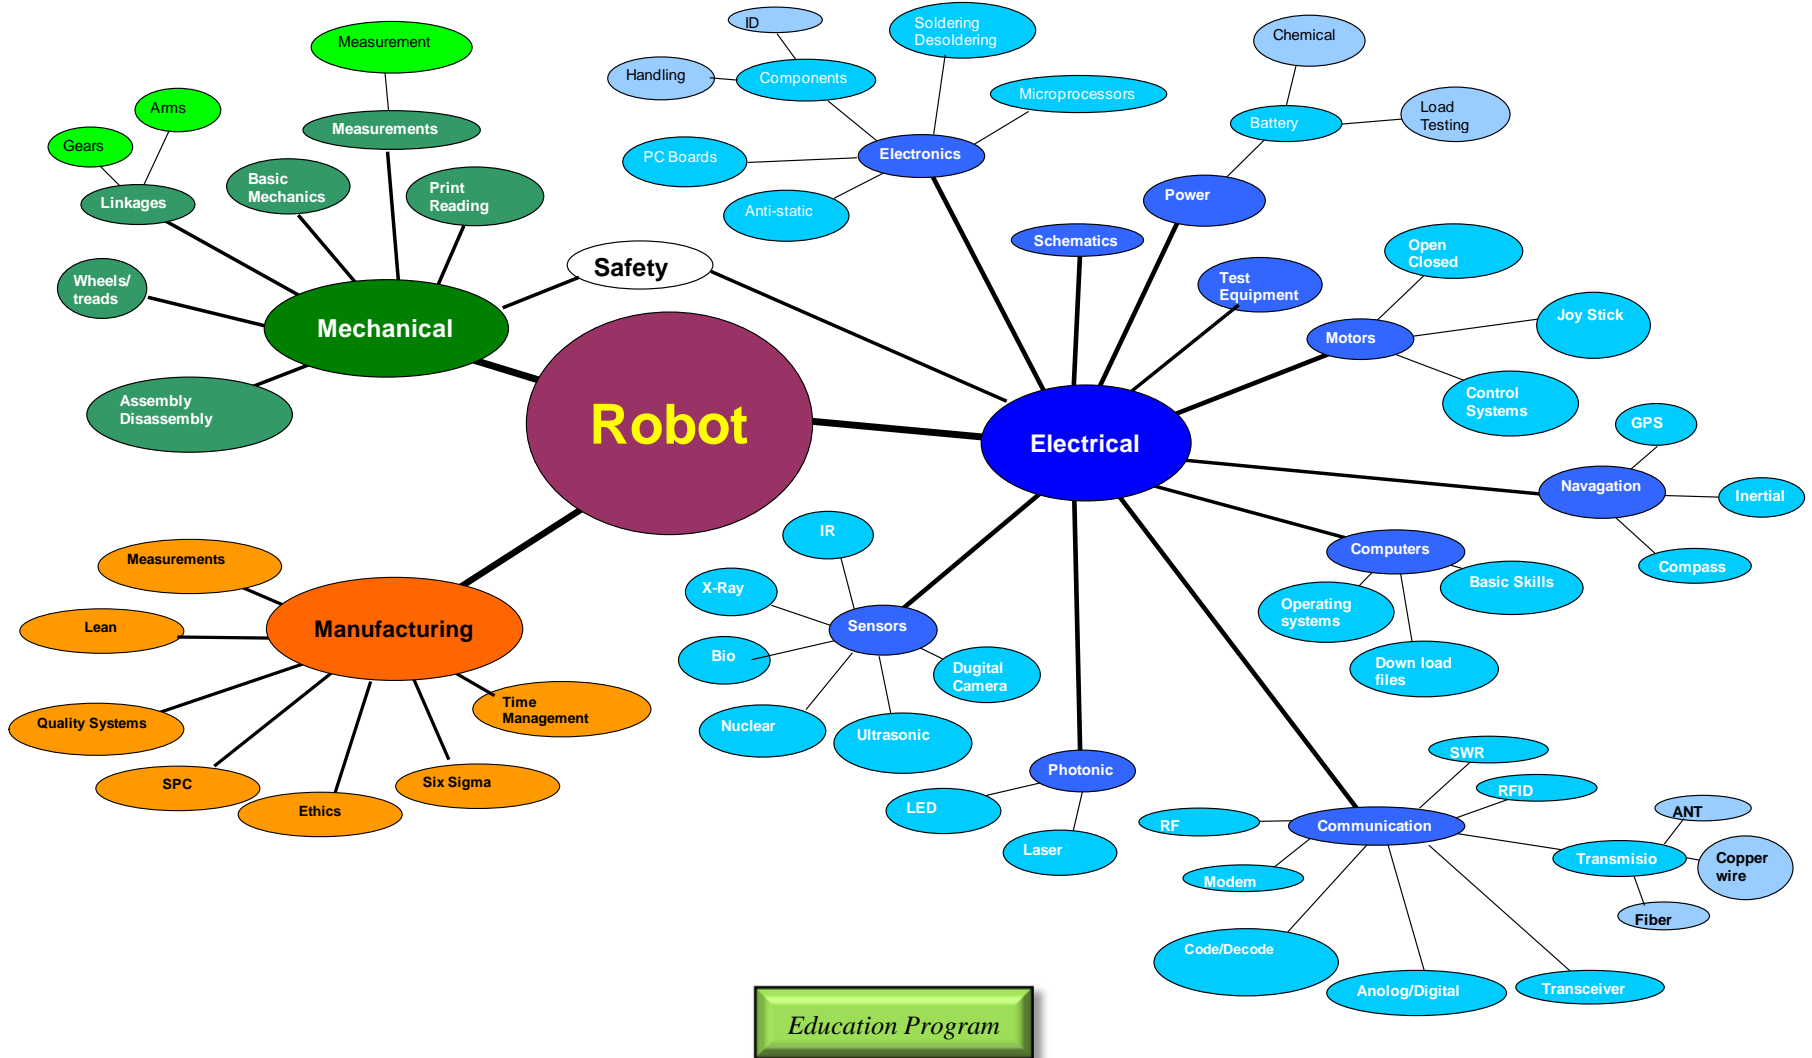 Robot
Safety
Mechanical
Measurement
Measurements
Arms
Gears
Linkages
Basic
Mechanics
Print
Reading
Wheels/
treads
Assembly
Disassembly
Electrical
Electronics
ID
Handling
Components
Soldering
Desoldering
Microprocessors
PC Boards
Anti-static
Schematics
Power
Battery
Chemical
Load
Testing
Test
Equipment
Motors
Open
Closed
Joy Stick
Control
Systems
Navagation
GPS
Inertial
Compass
Computers
Basic Skills
Operating
systems
Down load
files
Sensors
IR
X-Ray
Bio
Nuclear
Ultrasonic
Dugital
Camera
Photonic
LED
Laser
Communication
SWR
RFID
RF
Modem
Code/Decode
Anolog/Digital
Transceiver
Transmisio
ANT
Copper
wire
Fiber
Manufacturing
Measurements
Lean
Quality Systems
SPC
Ethics
Six Sigma
Time
Management
Education Program